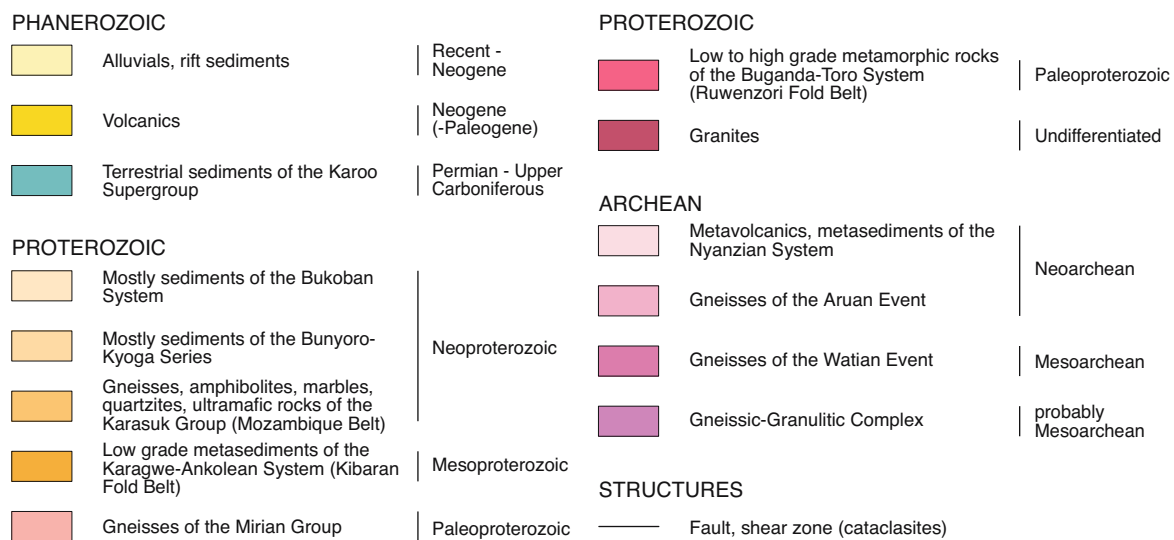 PHANEROZOIC
Alluvials, rift sediments
Recent -
Neogene
Volcanics
Neogene
(-Paleogene)
Terrestrial sediments of the Karoo
Supergroup
Permian - Upper
Carboniferous
PROTEROZOIC
Mostly sediments of the Bukoban
System
Mostly sediments of the Bunyoro-
Kyoga Series
Gneisses, amphibolites, marbles,
quartzites, ultramafic rocks of the
Karasuk Group (Mozambique Belt)
Neoproterozoic
Low grade metasediments of the
Karagwe-Ankolean System (Kibaran
Fold Belt)
Mesoproterozoic
Gneisses of the Mirian Group
Paleoproterozoic
PROTEROZOIC
Low to high grade metamorphic rocks
of the Buganda-Toro System
(Ruwenzori Fold Belt)
Paleoproterozoic
Granites
Undifferentiated
ARCHEAN
Metavolcanics, metasediments of the
Nyanzian System
Gneisses of the Aruan Event
Neoarchean
Gneisses of the Watian Event
Mesoarchean
Gneissic-Granulitic Complex
probably
Mesoarchean
STRUCTURES
Fault, shear zone (cataclasites)